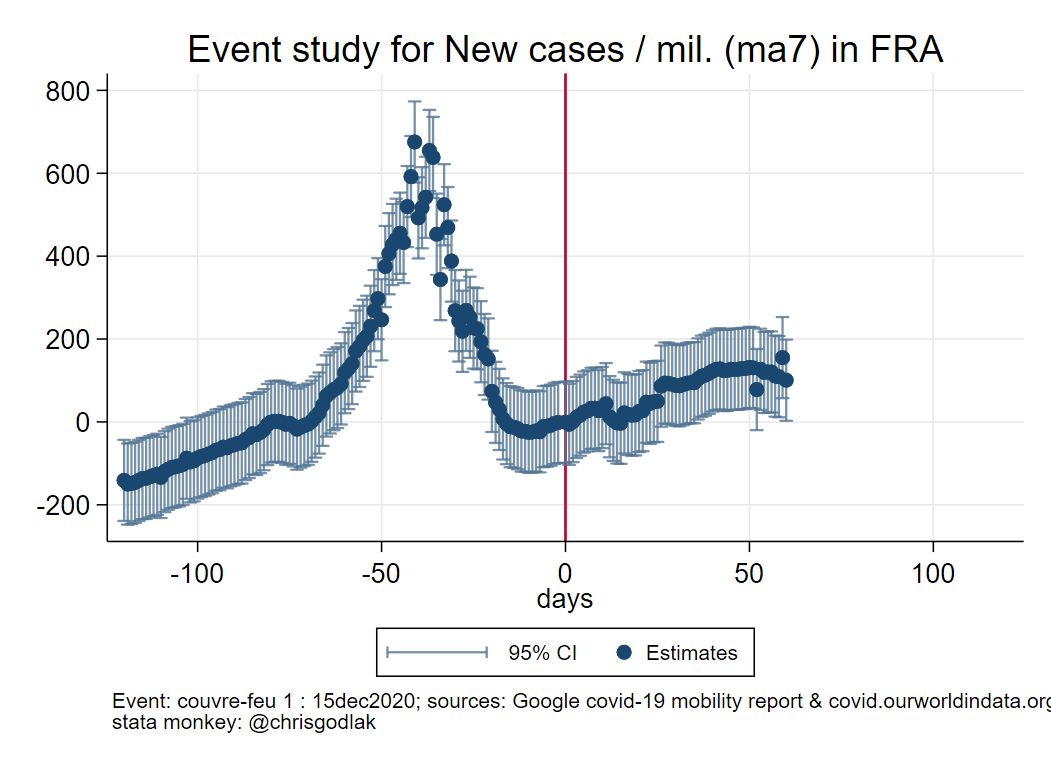 Event study for New cases / mil. (ma7) in FRA
800
600
400
200
0
-200
-100 -50 0 50 100
days
95% CI Estimates
Event: couvre-feu 1 : 15dec2020; sources: Google covid-19 mobility report & covid.ourworldindata.org
stata monkey: @chrisgodlak